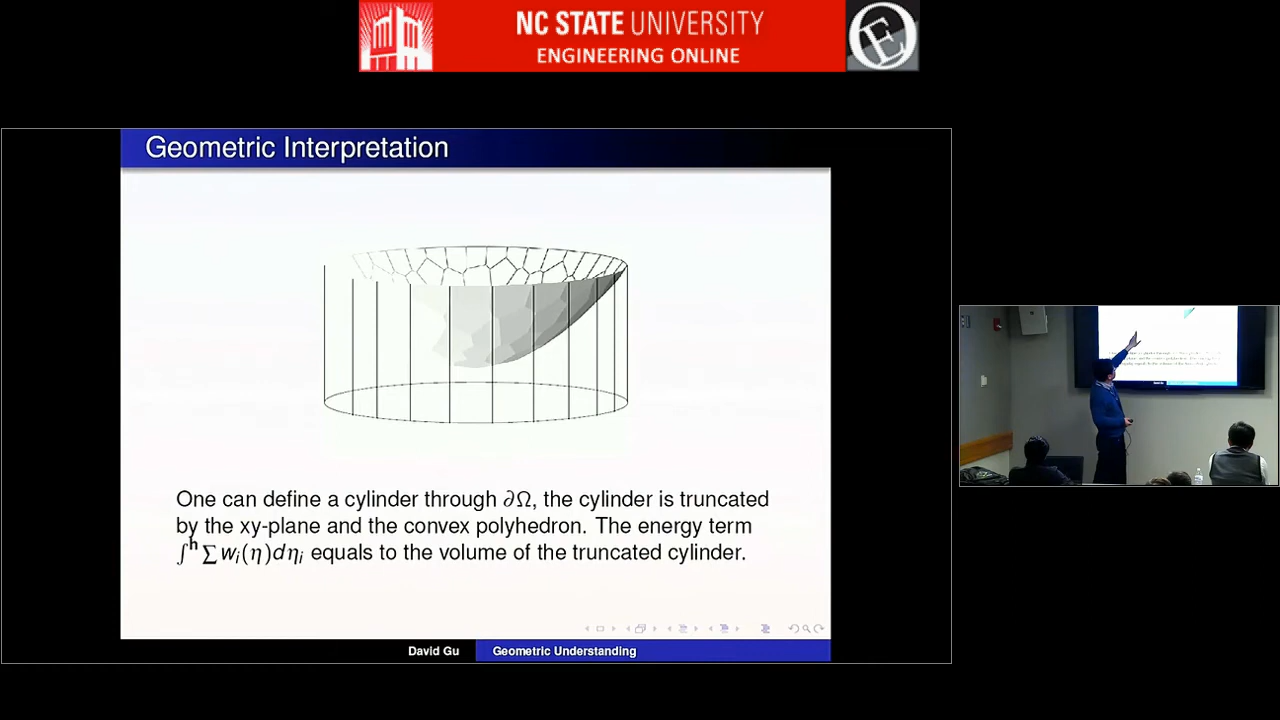 NC STATE UNIVERSITY
ENGINEERING ONLINE
Geometric Interpretation
One can define a cylinder through ∂Ω, the cylinder is truncated
by the xy-plane and the convex polyhedron. The energy term
∫ʰ ∑ wᵢ(η)dηᵢ equals to the volume of the truncated cylinder.
David Gu
Geometric Understanding